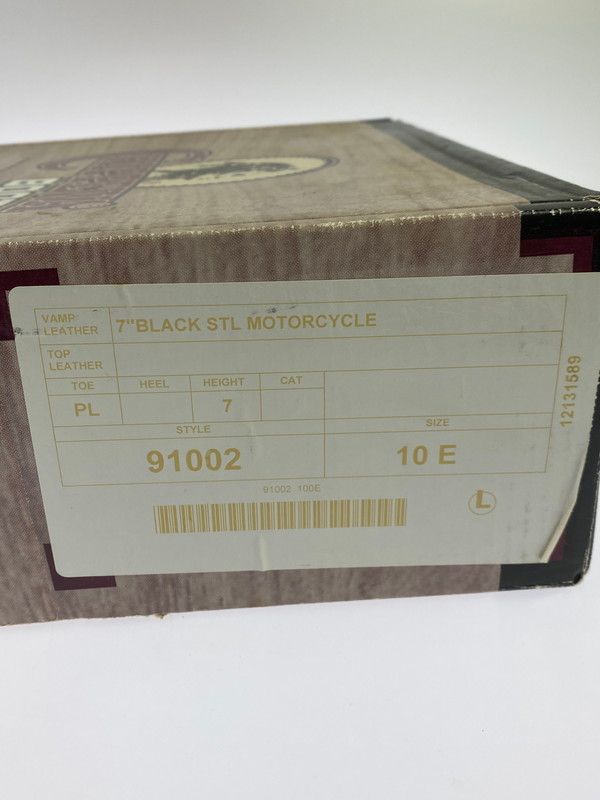 VAMP
LEATHER
7"BLACK STL MOTORCYCLE
TOP
LEATHER
TOE HEEL HEIGHT CAT
PL 7
STYLE SIZE
91002 10 E
91002 100E
L
12131589